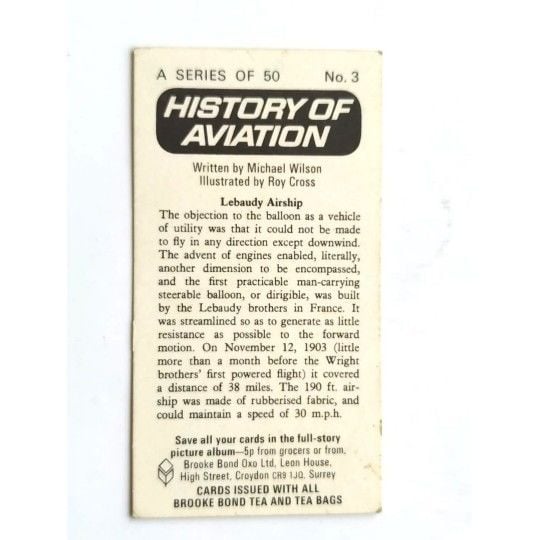 A SERIES OF 50 No. 3
HISTORY OF
AVIATION
Written by Michael Wilson
Illustrated by Roy Cross
Lebaudy Airship
The objection to the balloon as a vehicle
of utility was that it could not be made
to fly in any direction except downwind.
The advent of engines enabled, literally,
another dimension to be encompassed,
and the first practicable man-carrying
steerable balloon, or dirigible, was built
by the Lebaudy brothers in France. It
was streamlined so as to generate as little
resistance as possible to the forward
motion. On November 12, 1903 (little
more than a month before the Wright
brothers' first powered flight) it covered
a distance of 38 miles. The 190 ft. air-
ship was made of rubberised fabric, and
could maintain a speed of 30 m.p.h.
Save all your cards in the full-story
picture album—5p from grocers or from.
Brooke Bond Oxo Ltd, Leon House,
High Street, Croydon CR9 1JQ, Surrey
CARDS ISSUED WITH ALL
BROOKE BOND TEA AND TEA BAGS